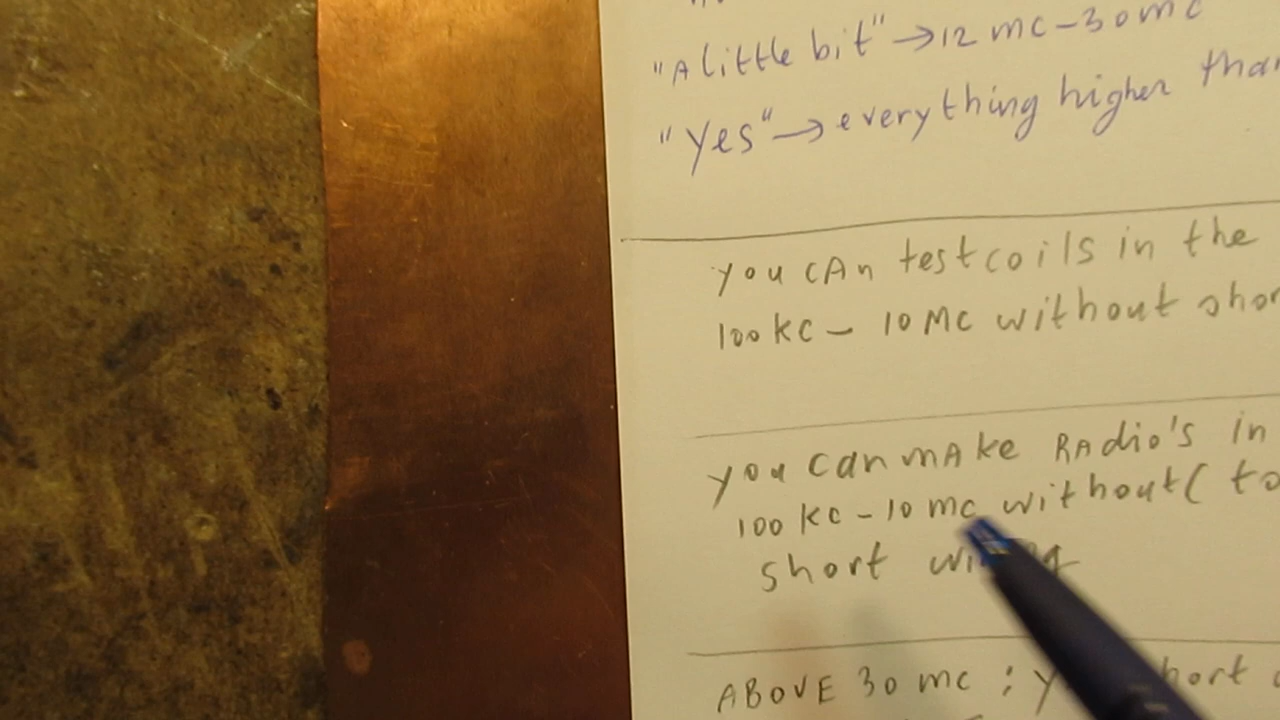 "A little bit" → 12 mc - 30 mc
"Yes" → everything higher than
you cAn test coils in the
100 kc - 10 Mc without shor
you can mAke RAdio's in
100 kc - 10 mc without ( to
short
ABOVE 30 mc : short